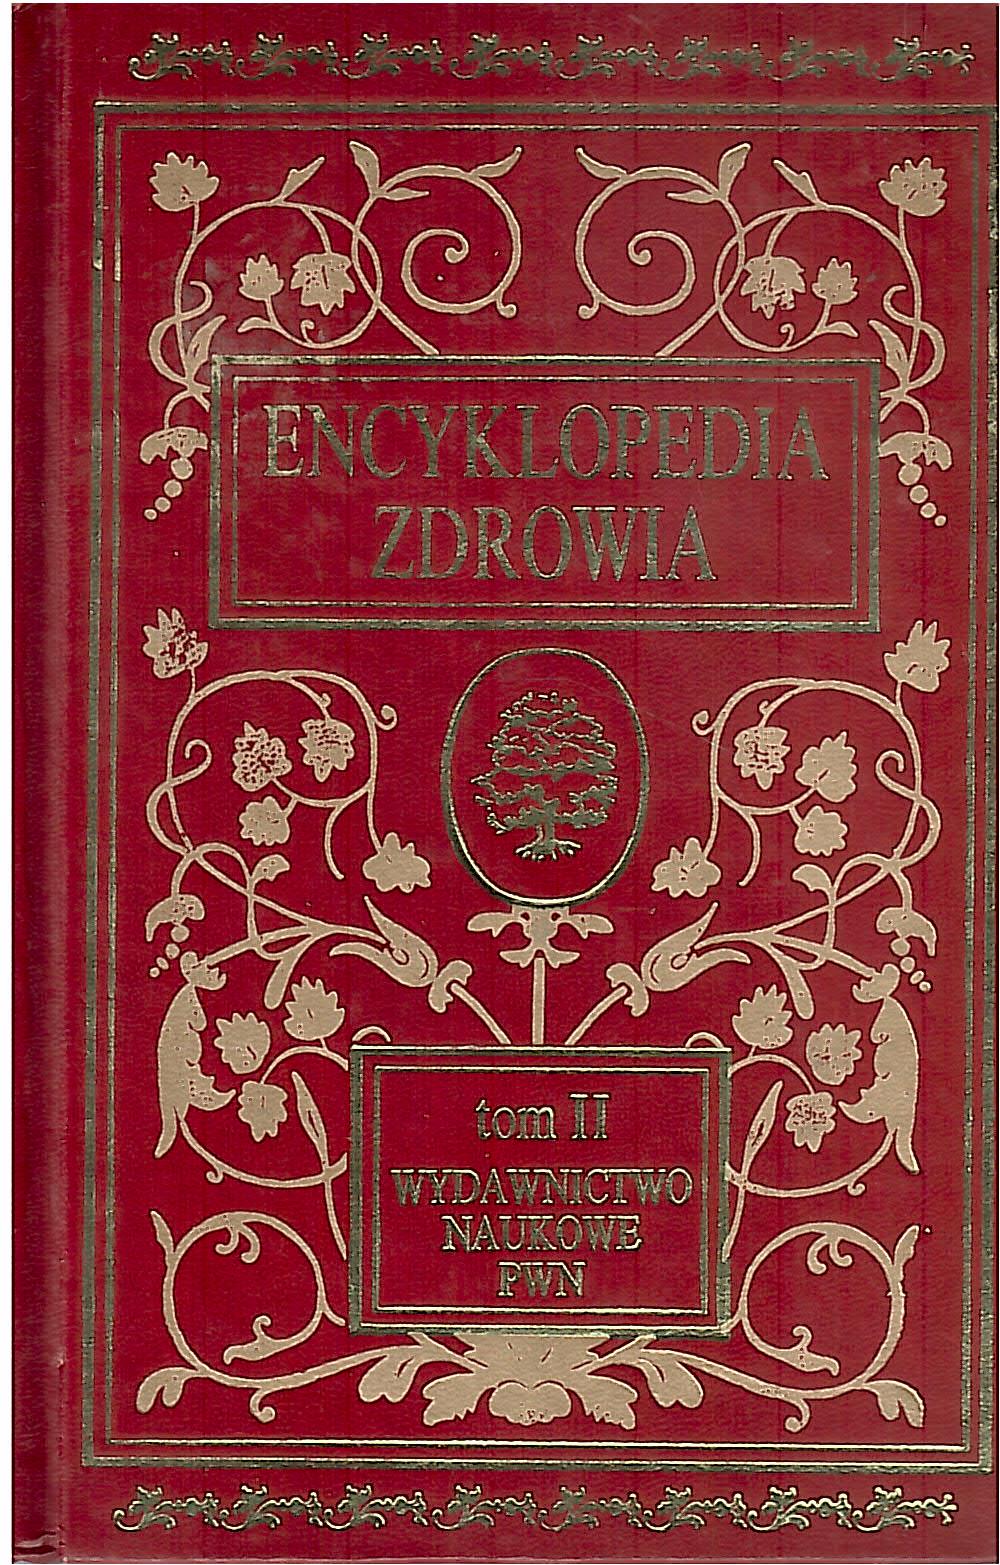 ENCYKLOPEDIA
ZDROWIA
tom II
WYDAWNICTWO
NAUKOWE
PWN